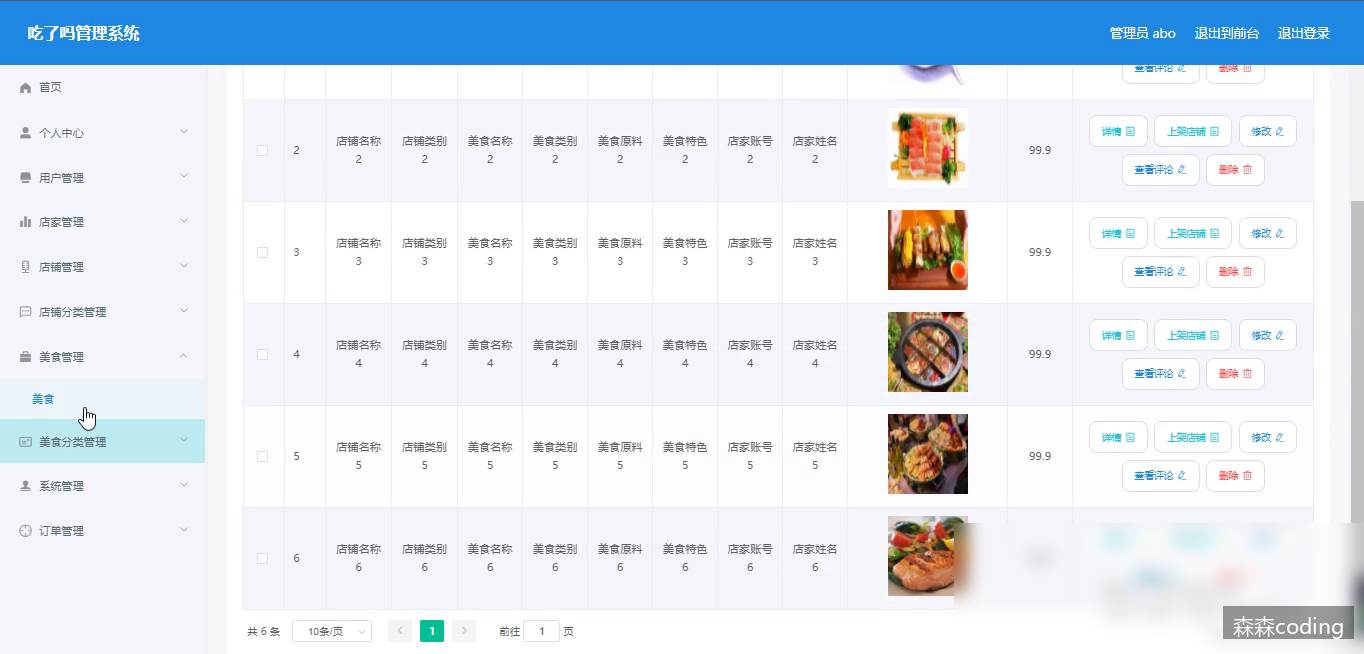 吃了吗管理系统
管理员 abo 退出到前台 退出登录
首页
个人中心
用户管理
店家管理
店铺管理
店铺分类管理
美食管理
美食
美食分类管理
系统管理
订单管理
查看评论 删除
2 店铺名称2 店铺类别2 美食名称2 美食类别2 美食原料2 美食特色2 店家账号2 店家姓名2 99.9 详情 上架店铺 修改
查看评论 删除
3 店铺名称3 店铺类别3 美食名称3 美食类别3 美食原料3 美食特色3 店家账号3 店家姓名3 99.9 详情 上架店铺 修改
查看评论 删除
4 店铺名称4 店铺类别4 美食名称4 美食类别4 美食原料4 美食特色4 店家账号4 店家姓名4 99.9 详情 上架店铺 修改
查看评论 删除
5 店铺名称5 店铺类别5 美食名称5 美食类别5 美食原料5 美食特色5 店家账号5 店家姓名5 99.9 详情 上架店铺 修改
查看评论 删除
6 店铺名称6 店铺类别6 美食名称6 美食类别6 美食原料6 美食特色6 店家账号6 店家姓名6
共 6 条 10条/页 1 前往 1 页
森森coding